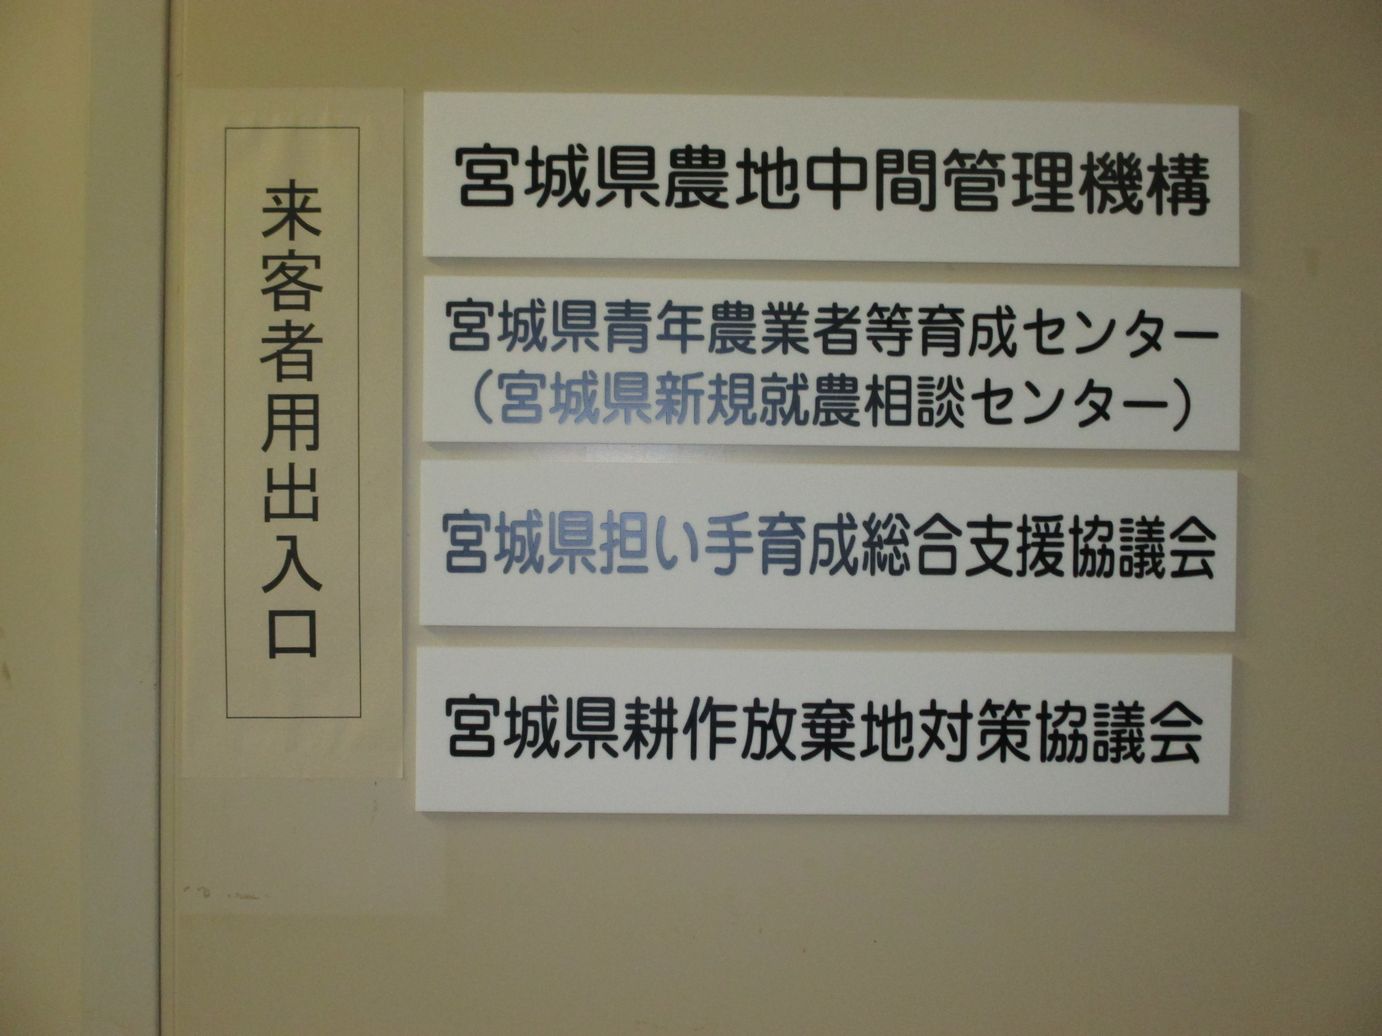 来客者用出入口
宮城県農地中間管理機構
宮城県青年農業者等育成センター
（宮城県新規就農相談センター）
宮城県担い手育成総合支援協議会
宮城県耕作放棄地対策協議会